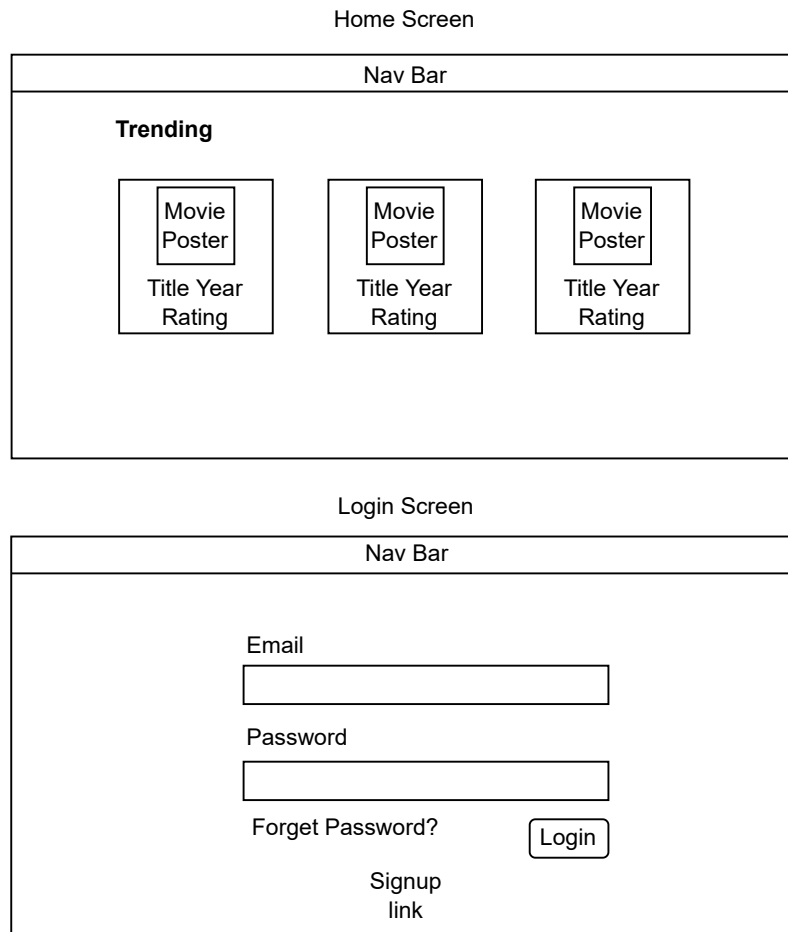 Home Screen
Nav Bar
Trending
Movie
Poster
Title Year
Rating
Movie
Poster
Title Year
Rating
Movie
Poster
Title Year
Rating
Login Screen
Nav Bar
Email
Password
Forget Password?
Login
Signup
link